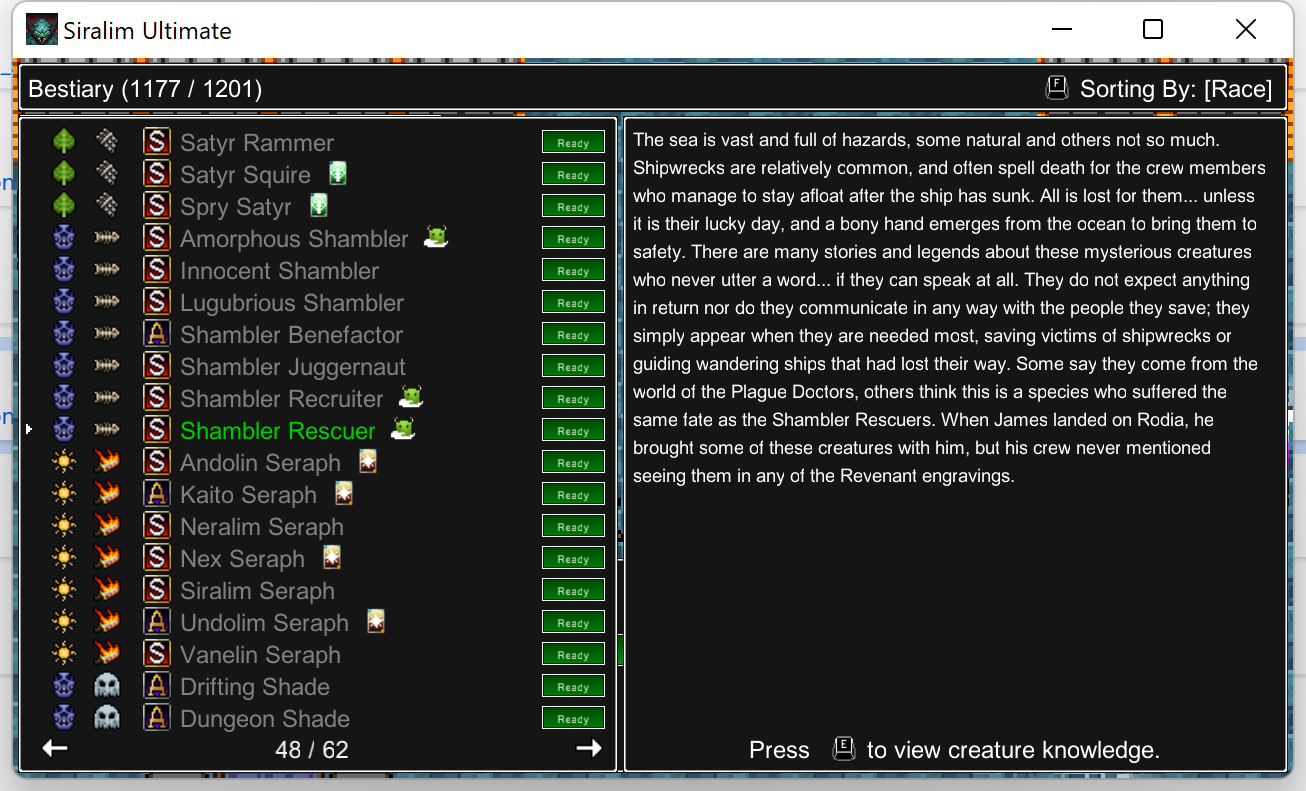 Siralim Ultimate
Bestiary (1177 / 1201)
F Sorting By: [Race]
S Satyr Rammer Ready
S Satyr Squire Ready
S Spry Satyr Ready
S Amorphous Shambler Ready
S Innocent Shambler Ready
S Lugubrious Shambler Ready
A Shambler Benefactor Ready
S Shambler Juggernaut Ready
S Shambler Recruiter Ready
S Shambler Rescuer Ready
S Andolin Seraph Ready
A Kaito Seraph Ready
S Neralim Seraph Ready
S Nex Seraph Ready
S Siralim Seraph Ready
A Undolim Seraph Ready
S Vanelin Seraph Ready
A Drifting Shade Ready
A Dungeon Shade Ready
48 / 62
The sea is vast and full of hazards, some natural and others not so much.
Shipwrecks are relatively common, and often spell death for the crew members
who manage to stay afloat after the ship has sunk. All is lost for them... unless
it is their lucky day, and a bony hand emerges from the ocean to bring them to
safety. There are many stories and legends about these mysterious creatures
who never utter a word... if they can speak at all. They do not expect anything
in return nor do they communicate in any way with the people they save; they
simply appear when they are needed most, saving victims of shipwrecks or
guiding wandering ships that had lost their way. Some say they come from the
world of the Plague Doctors, others think this is a species who suffered the
same fate as the Shambler Rescuers. When James landed on Rodia, he
brought some of these creatures with him, but his crew never mentioned
seeing them in any of the Revenant engravings.
Press E to view creature knowledge.